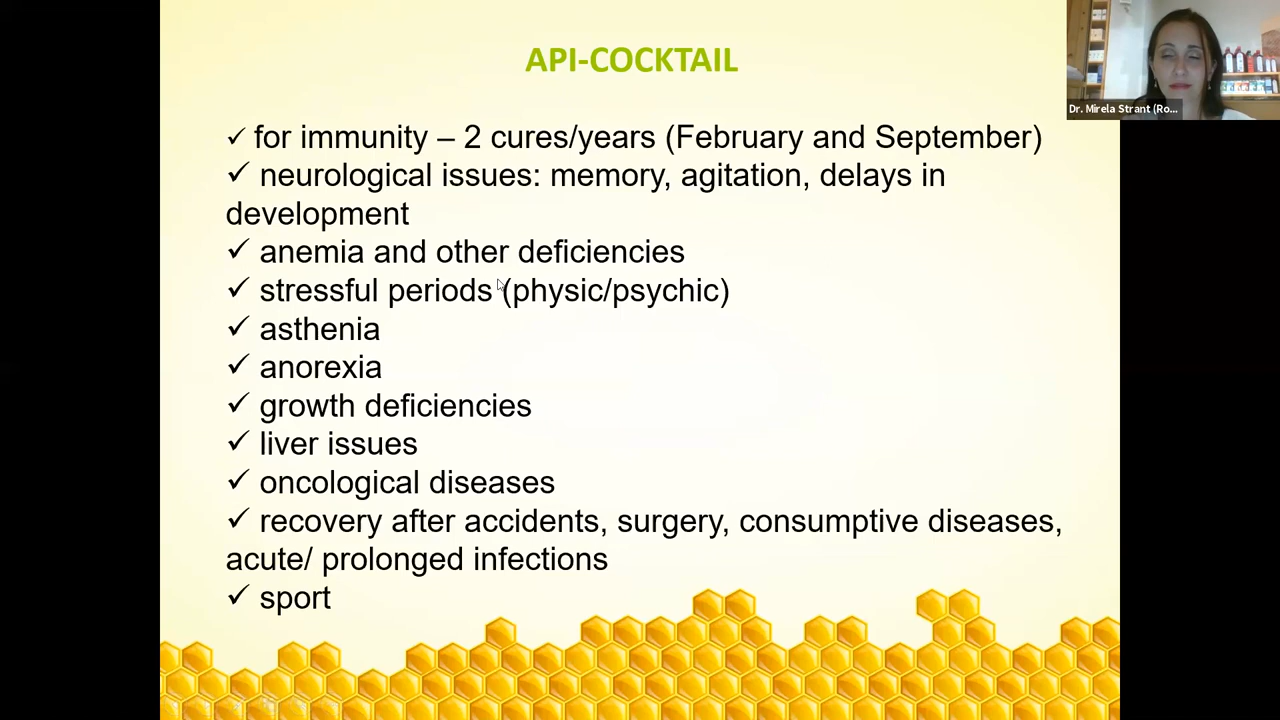 API-COCKTAIL
Dr. Mirela Strant (Ro...
✓ for immunity – 2 cures/years (February and September)
✓ neurological issues: memory, agitation, delays in
development
✓ anemia and other deficiencies
✓ stressful periods (physic/psychic)
✓ asthenia
✓ anorexia
✓ growth deficiencies
✓ liver issues
✓ oncological diseases
✓ recovery after accidents, surgery, consumptive diseases,
acute/ prolonged infections
✓ sport